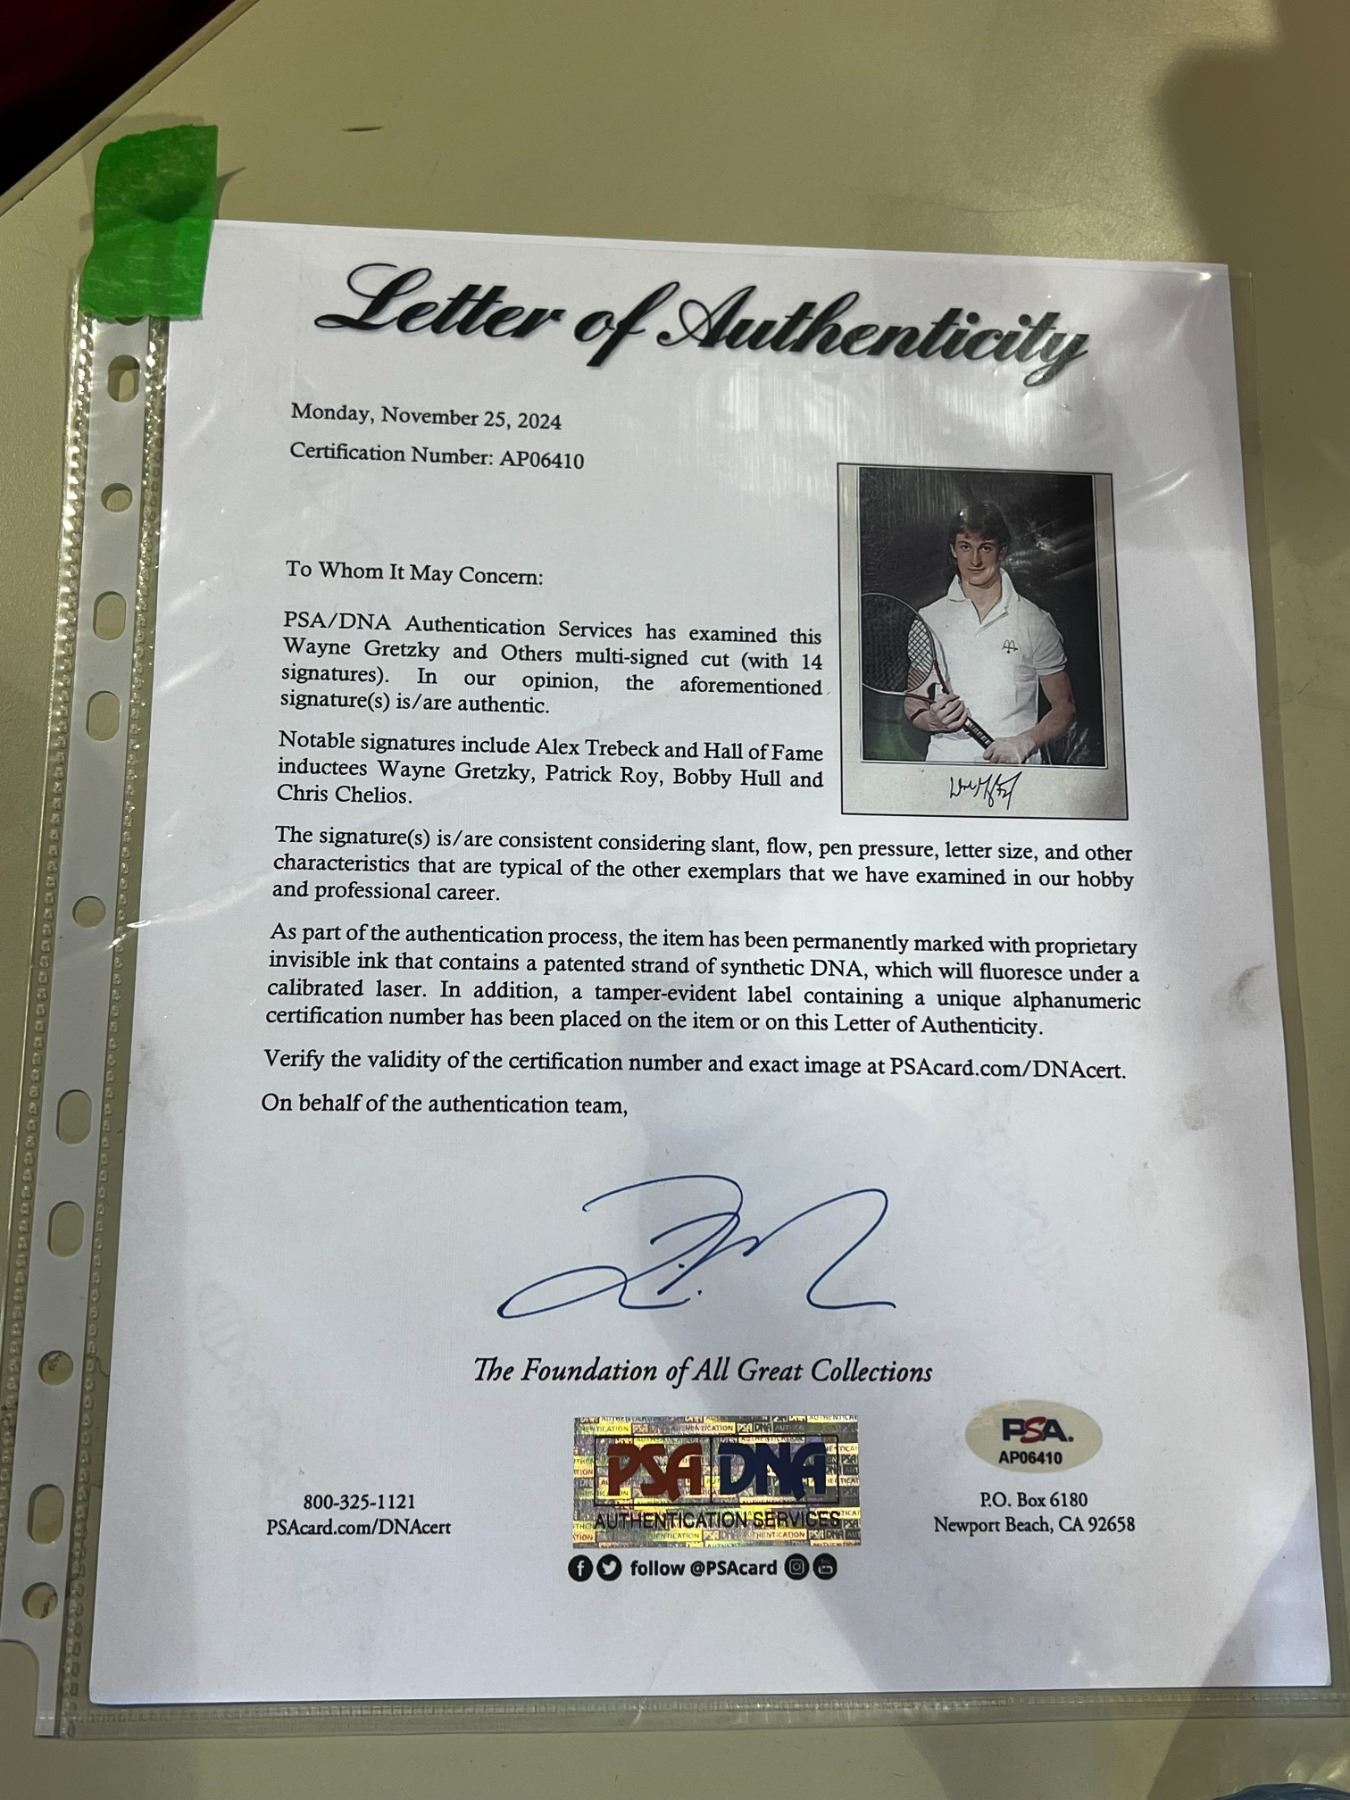 Letter of Authenticity
Monday, November 25, 2024
Certification Number: AP06410
To Whom It May Concern:
PSA/DNA Authentication Services has examined this
Wayne Gretzky and Others multi-signed cut (with 14
signatures). In our opinion, the aforementioned
signature(s) is/are authentic.
Notable signatures include Alex Trebeck and Hall of Fame
inductees Wayne Gretzky, Patrick Roy, Bobby Hull and
Chris Chelios.
The signature(s) is/are consistent considering slant, flow, pen pressure, letter size, and other
characteristics that are typical of the other exemplars that we have examined in our hobby
and professional career.
As part of the authentication process, the item has been permanently marked with proprietary
invisible ink that contains a patented strand of synthetic DNA, which will fluoresce under a
calibrated laser. In addition, a tamper-evident label containing a unique alphanumeric
certification number has been placed on the item or on this Letter of Authenticity.
Verify the validity of the certification number and exact image at PSAcard.com/DNAcert.
On behalf of the authentication team,
The Foundation of All Great Collections
800-325-1121
PSAcard.com/DNAcert
PSA DNA
AUTHENTICATION SERVICES
follow @PSAcard
PSA.
AP06410
P.O. Box 6180
Newport Beach, CA 92658